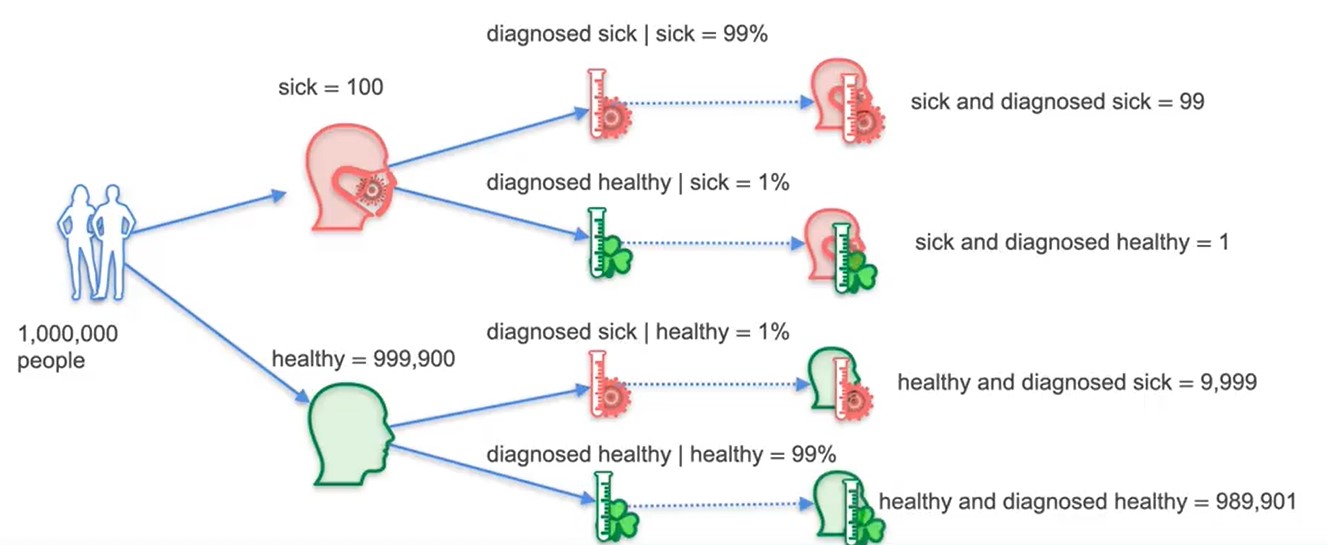 diagnosed sick | sick = 99%
sick = 100
sick and diagnosed sick = 99
diagnosed healthy | sick = 1%
sick and diagnosed healthy = 1
1,000,000
people
diagnosed sick | healthy = 1%
healthy = 999,900
healthy and diagnosed sick = 9,999
diagnosed healthy | healthy = 99%
healthy and diagnosed healthy = 989,901